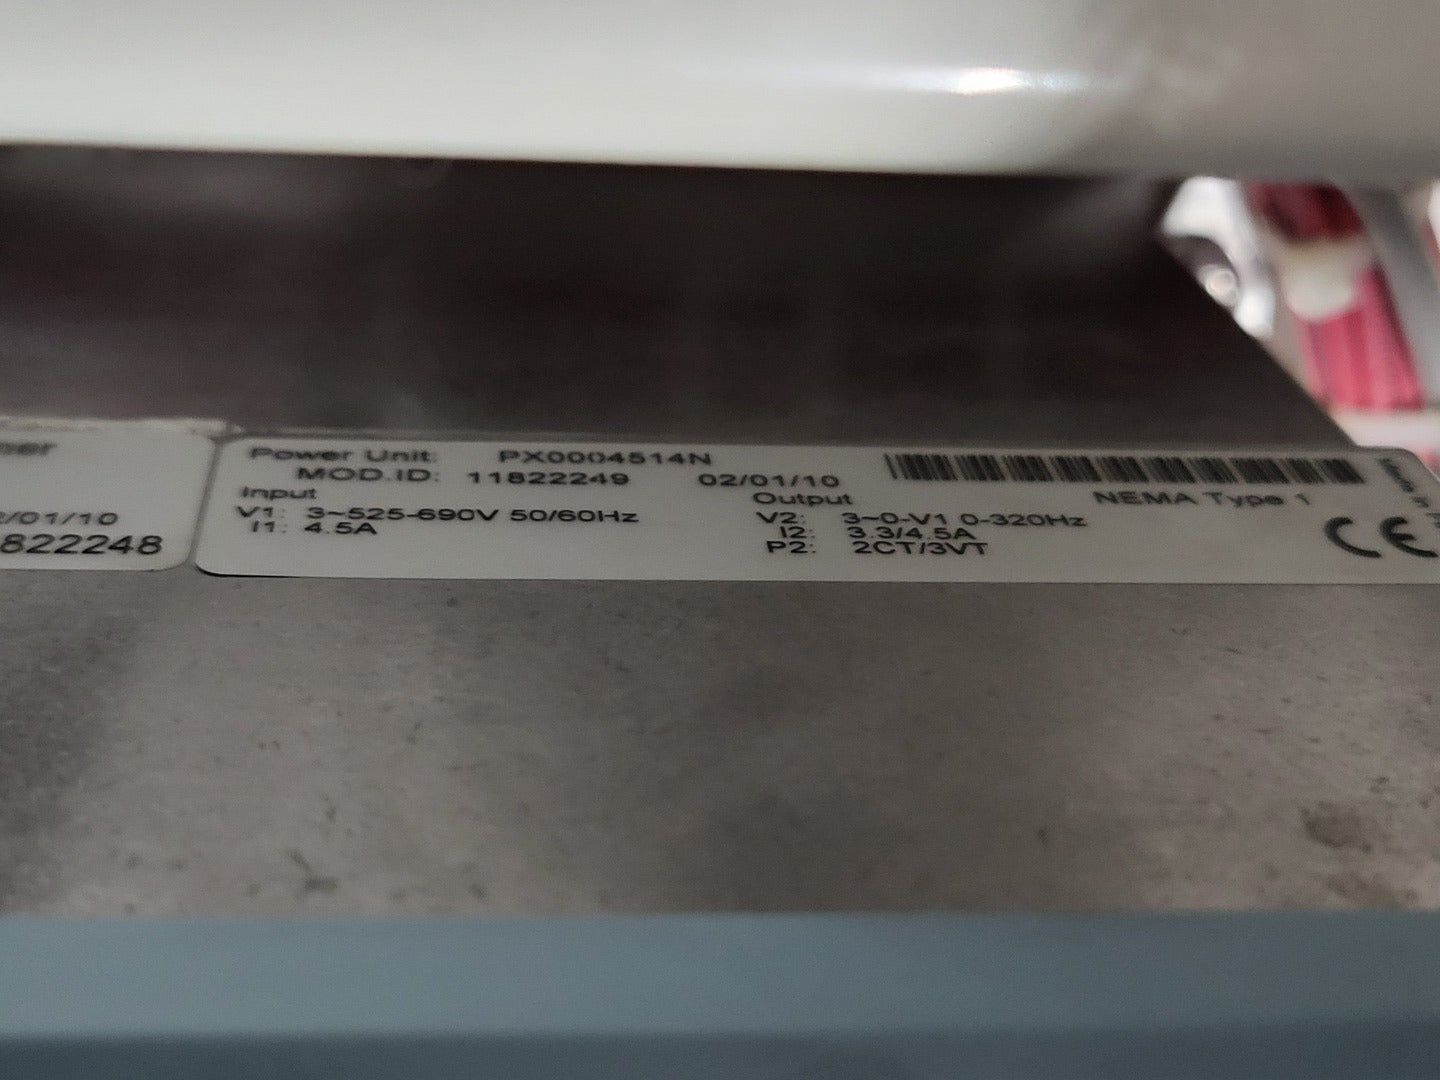 Power Unit: PX0004514N
MOD.ID: 11822249 02/01/10
Input
V1: 3~525-690V 50/60Hz
I1: 4.5A
Output
V2: 3~0-V1 0-320Hz
I2: 3.3/4.5A
P2: 2CT/3VT
NEMA Type 1
Made in
CE
2/01/10
822248